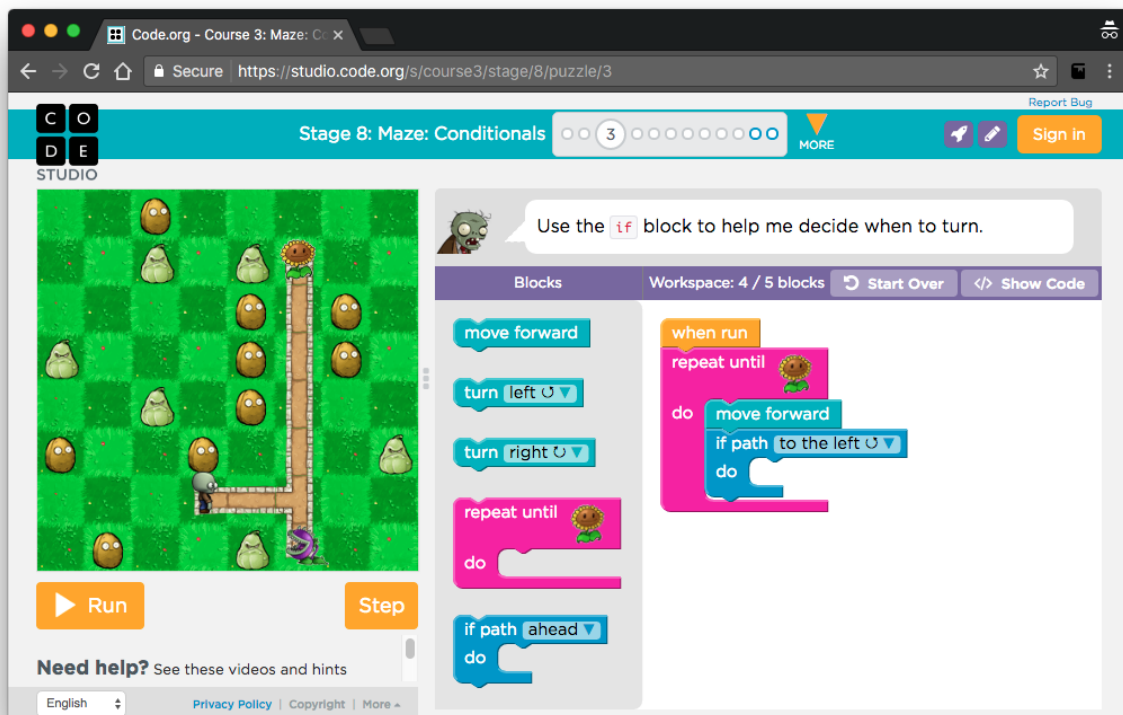 Code.org - Course 3: Maze: Co
Secure https://studio.code.org/s/course3/stage/8/puzzle/3
Report Bug
C O
D E
STUDIO
Stage 8: Maze: Conditionals
3
MORE
Sign in
Use the if block to help me decide when to turn.
Blocks
Workspace: 4 / 5 blocks
Start Over
</> Show Code
move forward
turn left
turn right
repeat until
do
if path ahead
do
when run
repeat until
do
move forward
if path to the left
do
Run
Step
Need help? See these videos and hints
English
Privacy Policy | Copyright | More